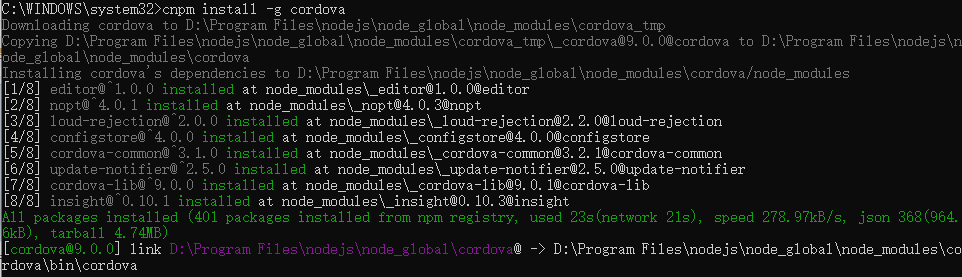 C:\WINDOWS\system32>cnpm install -g cordova
Downloading cordova to D:\Program Files\nodejs\node_global\node_modules\cordova_tmp
Copying D:\Program Files\nodejs\node_global\node_modules\cordova_tmp\_cordova@9.0.0@cordova to D:\Program Files\nodejs\n
ode_global\node_modules\cordova
Installing cordova's dependencies to D:\Program Files\nodejs\node_global\node_modules\cordova/node_modules
[1/8] editor@^1.0.0 installed at node_modules\_editor@1.0.0@editor
[2/8] nopt@^4.0.1 installed at node_modules\_nopt@4.0.3@nopt
[3/8] loud-rejection@^2.0.0 installed at node_modules\_loud-rejection@2.2.0@loud-rejection
[4/8] configstore@^4.0.0 installed at node_modules\_configstore@4.0.0@configstore
[5/8] cordova-common@^3.1.0 installed at node_modules\_cordova-common@3.2.1@cordova-common
[6/8] update-notifier@^2.5.0 installed at node_modules\_update-notifier@2.5.0@update-notifier
[7/8] cordova-lib@^9.0.0 installed at node_modules\_cordova-lib@9.0.1@cordova-lib
[8/8] insight@^0.10.1 installed at node_modules\_insight@0.10.3@insight
All packages installed (401 packages installed from npm registry, used 23s(network 21s), speed 278.97kB/s, json 368(964.
6kB), tarball 4.74MB)
[cordova@9.0.0] link D:\Program Files\nodejs\node_global\cordova@ -> D:\Program Files\nodejs\node_global\node_modules\co
rdova\bin\cordova